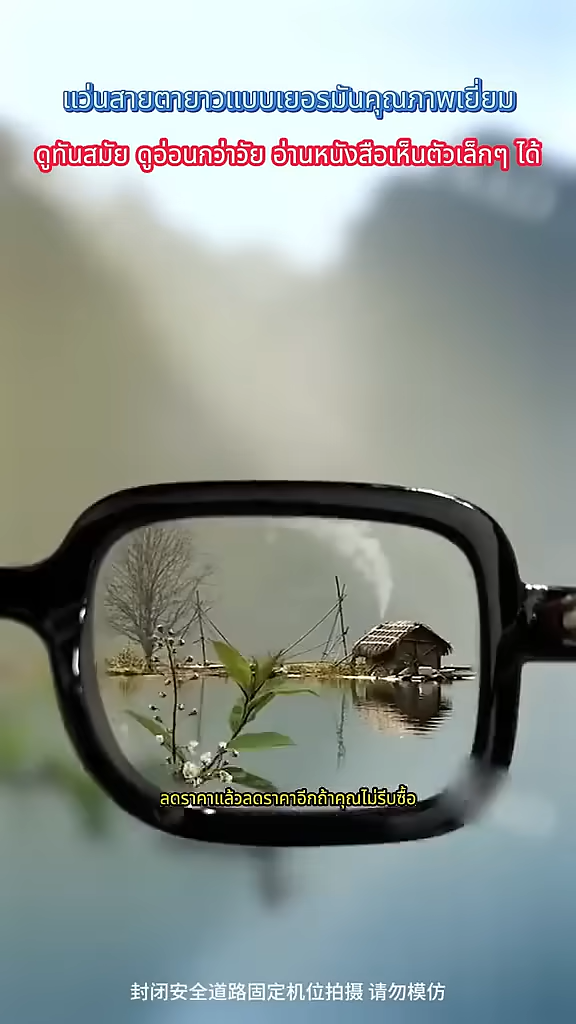 แว่นสายตายาวแบบเยอรมันคุณภาพเยี่ยม
ดูทันสมัย ดูอ่อนกว่าวัย อ่านหนังสือเห็นตัวเล็กๆ ได้
ลดราคาแล้วลดราคาอีกถ้าคุณไม่รีบซื้อ
封闭安全道路固定机位拍摄 请勿模仿